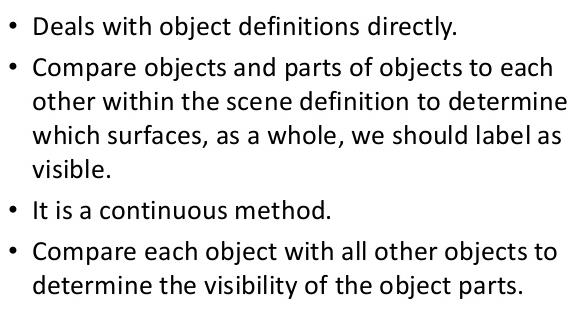 • Deals with object definitions directly.
• Compare objects and parts of objects to each
other within the scene definition to determine
which surfaces, as a whole, we should label as
visible.
• It is a continuous method.
• Compare each object with all other objects to
determine the visibility of the object parts.